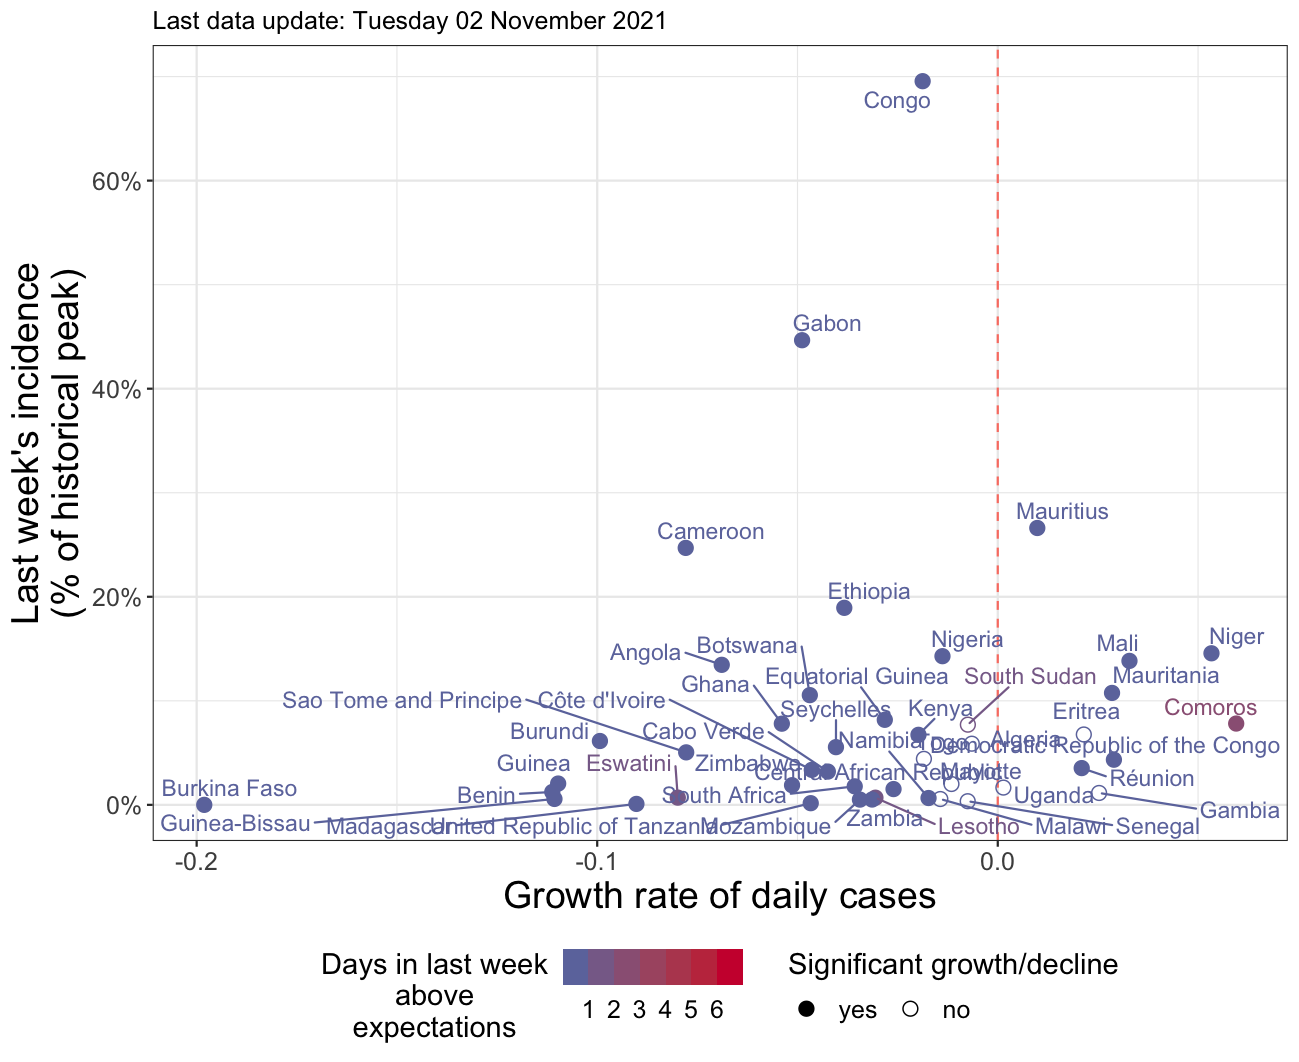 Last data update: Tuesday 02 November 2021
Last week's incidence
(% of historical peak)
60%
40%
20%
0%
Congo
Gabon
Mauritius
Cameroon
Ethiopia
Nigeria
Mali
Niger
Angola
Botswana
Ghana
Equatorial Guinea
South Sudan
Mauritania
Sao Tome and Principe
Côte d'Ivoire
Seychelles
Kenya
Eritrea
Comoros
Burundi
Cabo Verde
Namibia
Togo
Algeria
Democratic Republic of the Congo
Guinea
Eswatini
Zimbabwe
Central African Republic
Mayotte
Réunion
Burkina Faso
Benin
South Africa
Uganda
Gambia
Guinea-Bissau
Madagascar
United Republic of Tanzania
Mozambique
Zambia
Lesotho
Malawi
Senegal
-0.2
-0.1
0.0
Growth rate of daily cases
Days in last week
above
expectations
1 2 3 4 5 6
Significant growth/decline
yes
no